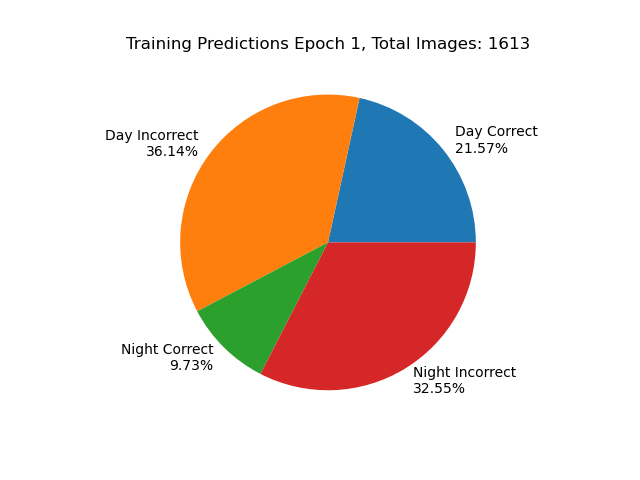 Training Predictions Epoch 1, Total Images: 1613
Day Correct
21.57%
Day Incorrect
36.14%
Night Correct
9.73%
Night Incorrect
32.55%